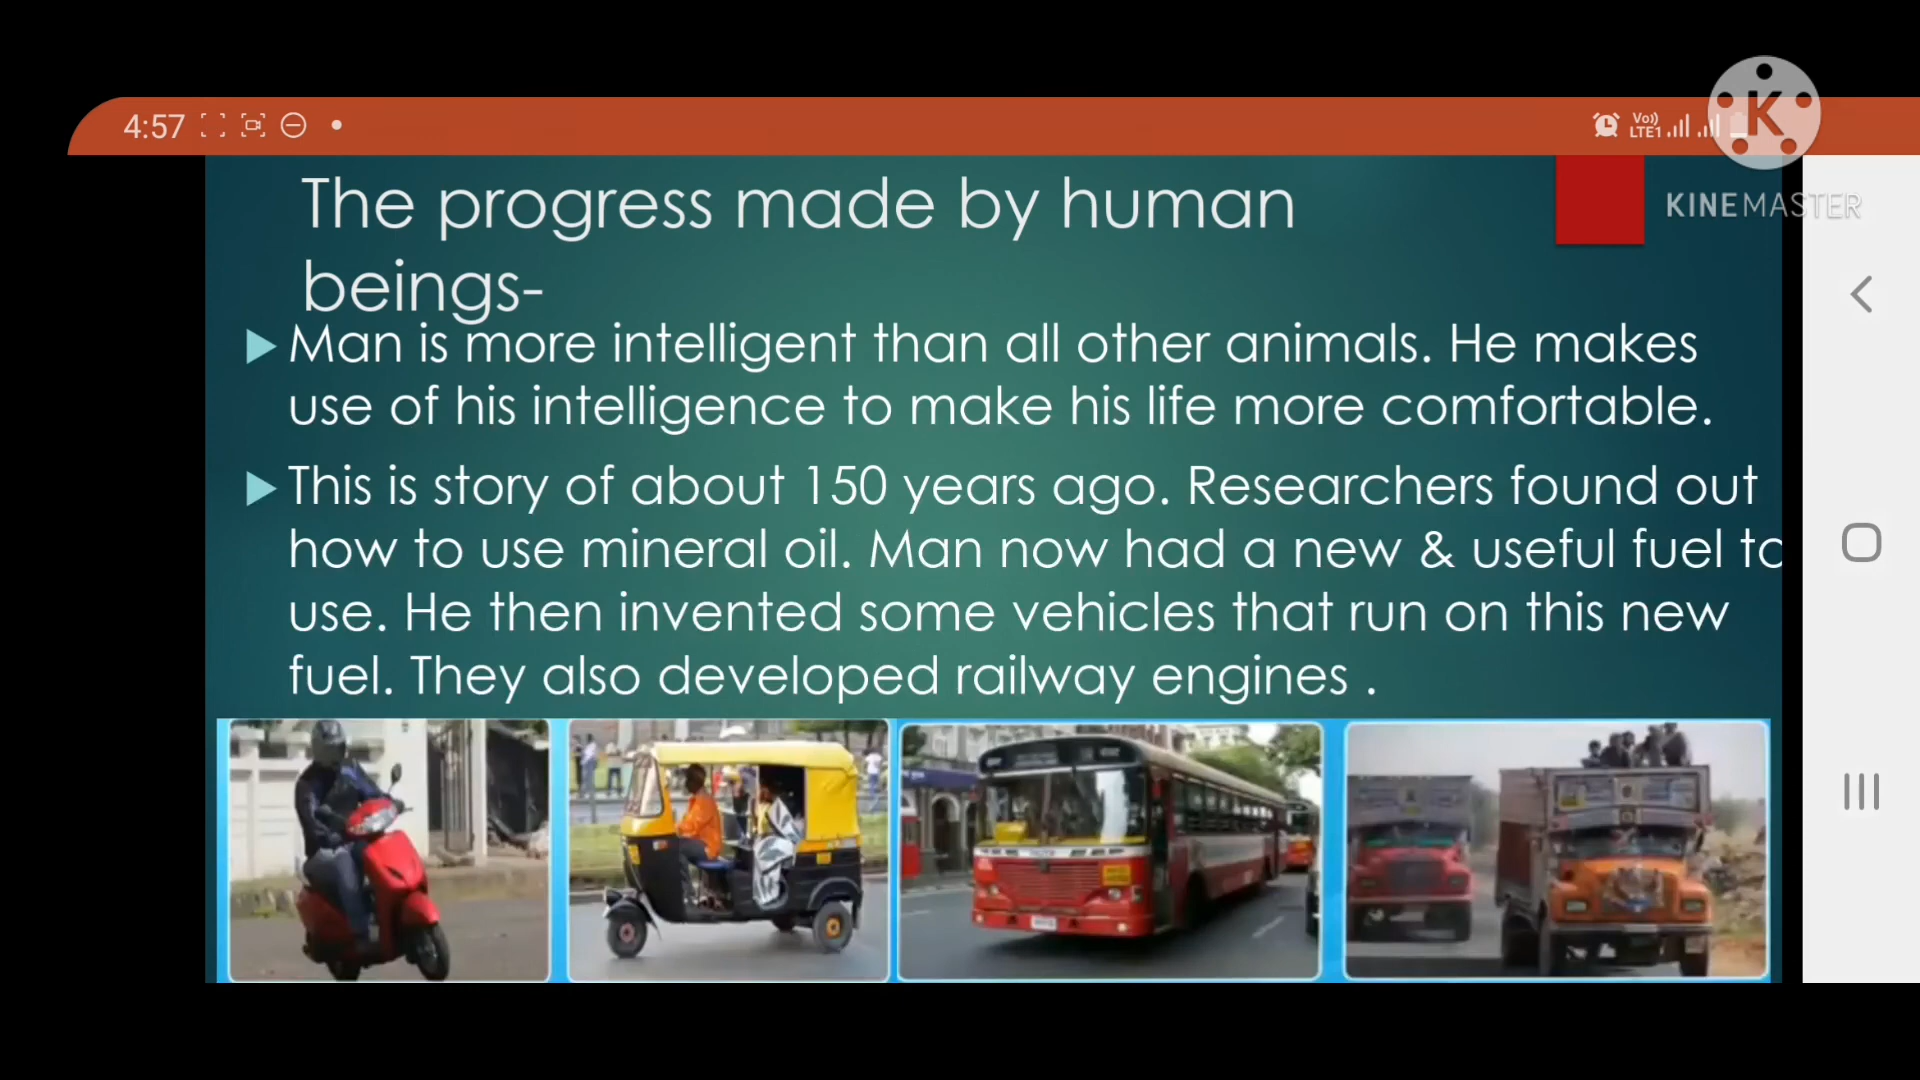 4:57
Vo))
LTE1
K
KINEMASTER
The progress made by human
beings-
Man is more intelligent than all other animals. He makes
use of his intelligence to make his life more comfortable.
This is story of about 150 years ago. Researchers found out
how to use mineral oil. Man now had a new & useful fuel to
use. He then invented some vehicles that run on this new
fuel. They also developed railway engines .